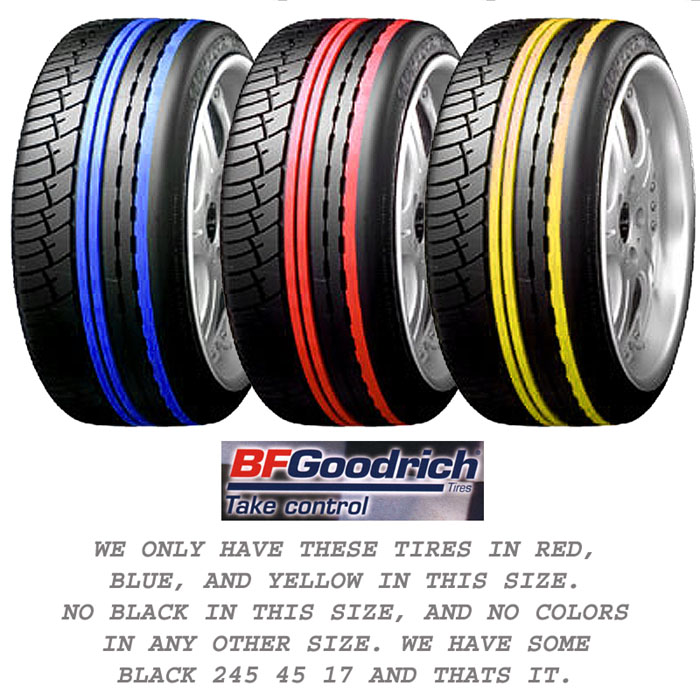 BFGoodrich
Tires
Take control
WE ONLY HAVE THESE TIRES IN RED,
BLUE, AND YELLOW IN THIS SIZE.
NO BLACK IN THIS SIZE, AND NO COLORS
IN ANY OTHER SIZE. WE HAVE SOME
BLACK 245 45 17 AND THATS IT.